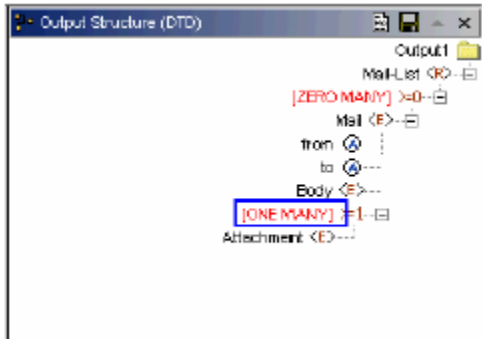 Output Structure (DTD)
Output1
Mail-List <R>
[ZERO MANY] >=0
Mail <E>
from A
to A
Body <E>
[ONE MANY] >=1
Attachment <E>